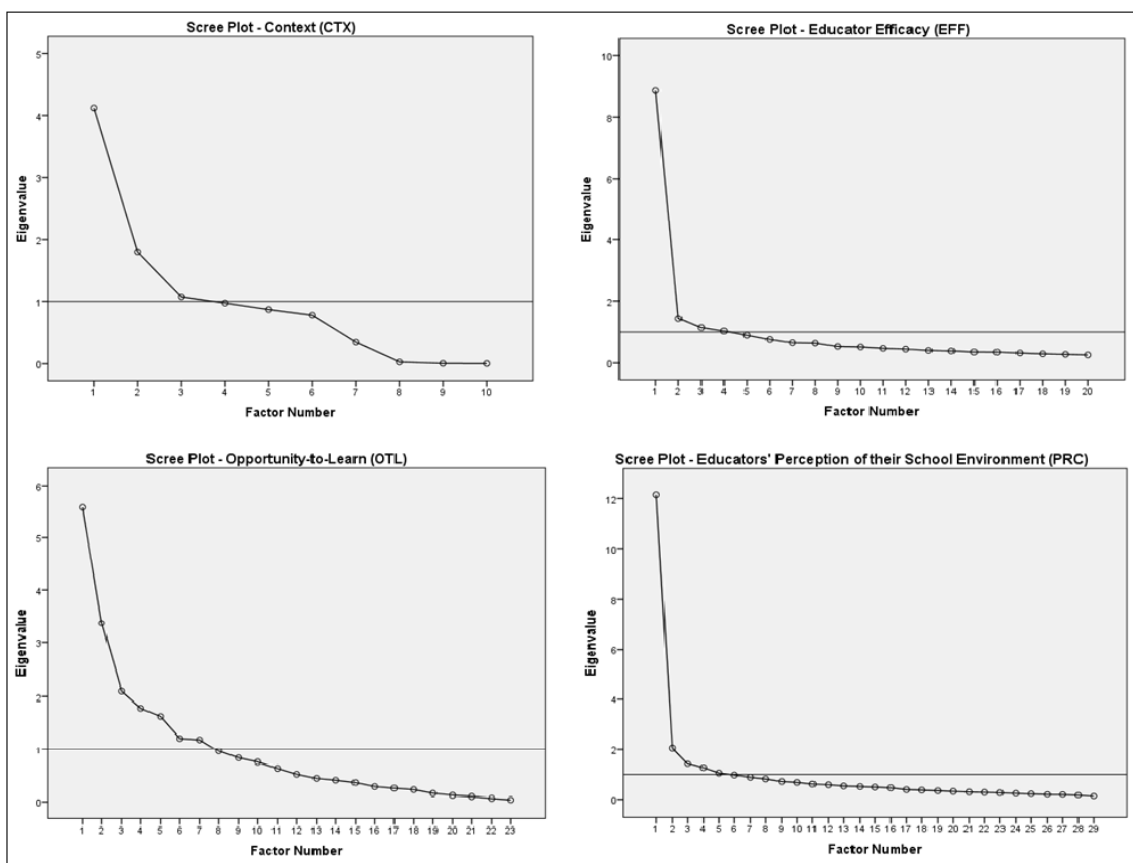 Scree Plot - Context (CTX)
5
4
3
2
1
0
Eigenvalue
1 2 3 4 5 6 7 8 9 10
Factor Number
Scree Plot - Educator Efficacy (EFF)
10
8
6
4
2
0
Eigenvalue
1 2 3 4 5 6 7 8 9 10 11 12 13 14 15 16 17 18 19 20
Factor Number
Scree Plot - Opportunity-to-Learn (OTL)
6
5
4
3
2
1
0
Eigenvalue
1 2 3 4 5 6 7 8 9 10 11 12 13 14 15 16 17 18 19 20 21 22 23
Factor Number
Scree Plot - Educators' Perception of their School Environment (PRC)
12
10
8
6
4
2
0
Eigenvalue
1 2 3 4 5 6 7 8 9 10 11 12 13 14 15 16 17 18 19 20 21 22 23 24 25 26 27 28 29
Factor Number